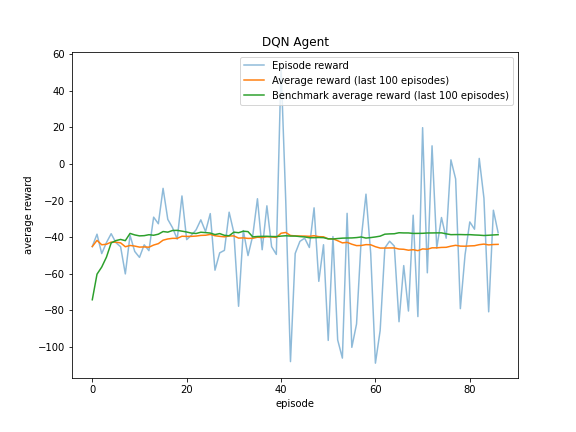 DQN Agent
Episode reward
Average reward (last 100 episodes)
Benchmark average reward (last 100 episodes)
average reward
60
40
20
0
−20
−40
−60
−80
−100
0 20 40 60 80
episode